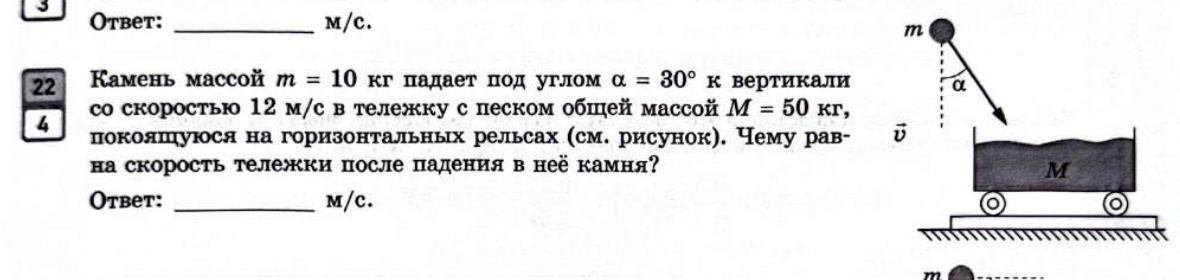 3
Ответ: ____________ м/с.
m
22
Камень массой m = 10 кг падает под углом α = 30° к вертикали
α
со скоростью 12 м/с в тележку с песком общей массой M = 50 кг,
4
покоящуюся на горизонтальных рельсах (см. рисунок). Чему рав-
v⃗
на скорость тележки после падения в неё камня?
M
Ответ: ____________ м/с.
m